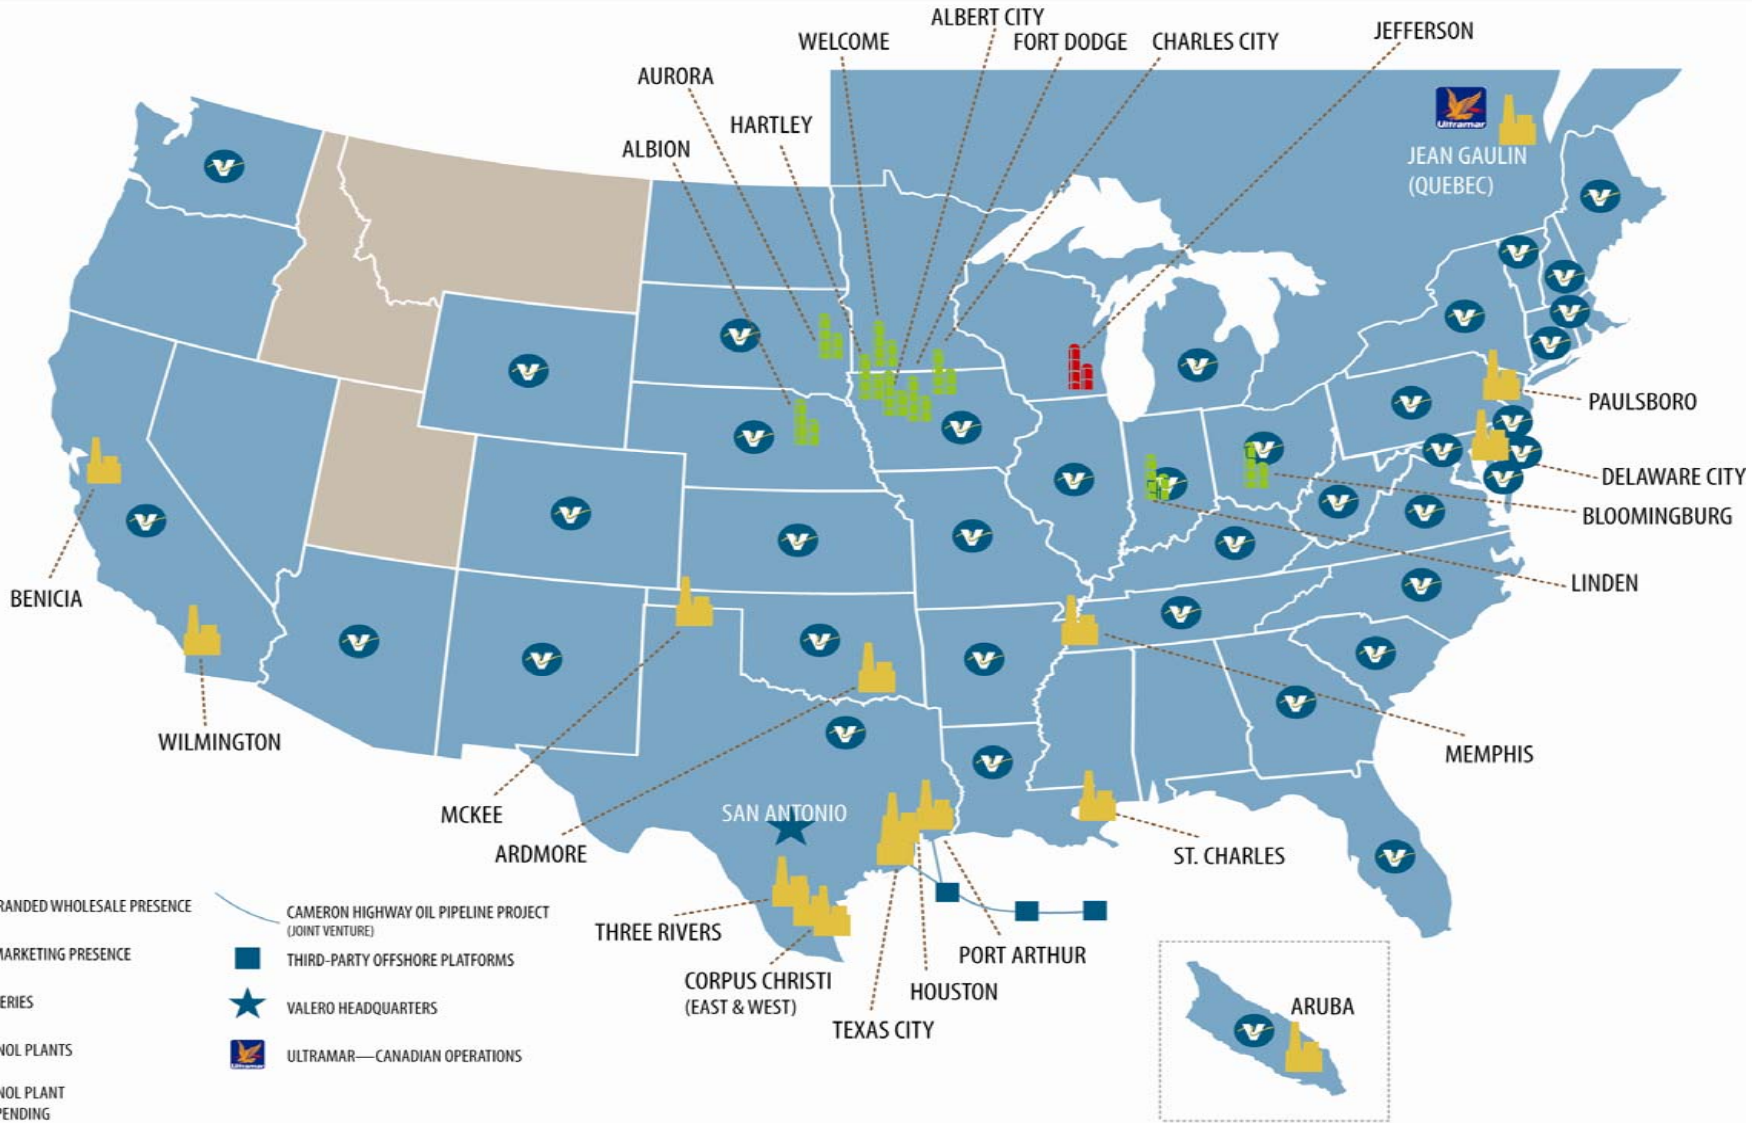 ALBERT CITY
WELCOME
FORT DODGE
CHARLES CITY
JEFFERSON
AURORA
HARTLEY
ALBION
Ultramar
JEAN GAULIN
(QUEBEC)
PAULSBORO
DELAWARE CITY
BLOOMINGBURG
LINDEN
BENICIA
WILMINGTON
MEMPHIS
MCKEE
SAN ANTONIO
ARDMORE
ST. CHARLES
THREE RIVERS
PORT ARTHUR
CORPUS CHRISTI
(EAST & WEST)
HOUSTON
TEXAS CITY
ARUBA
RANDED WHOLESALE PRESENCE
MARKETING PRESENCE
ERIES
NOL PLANTS
NOL PLANT
PENDING
CAMERON HIGHWAY OIL PIPELINE PROJECT
(JOINT VENTURE)
THIRD-PARTY OFFSHORE PLATFORMS
VALERO HEADQUARTERS
Ultramar
ULTRAMAR—CANADIAN OPERATIONS